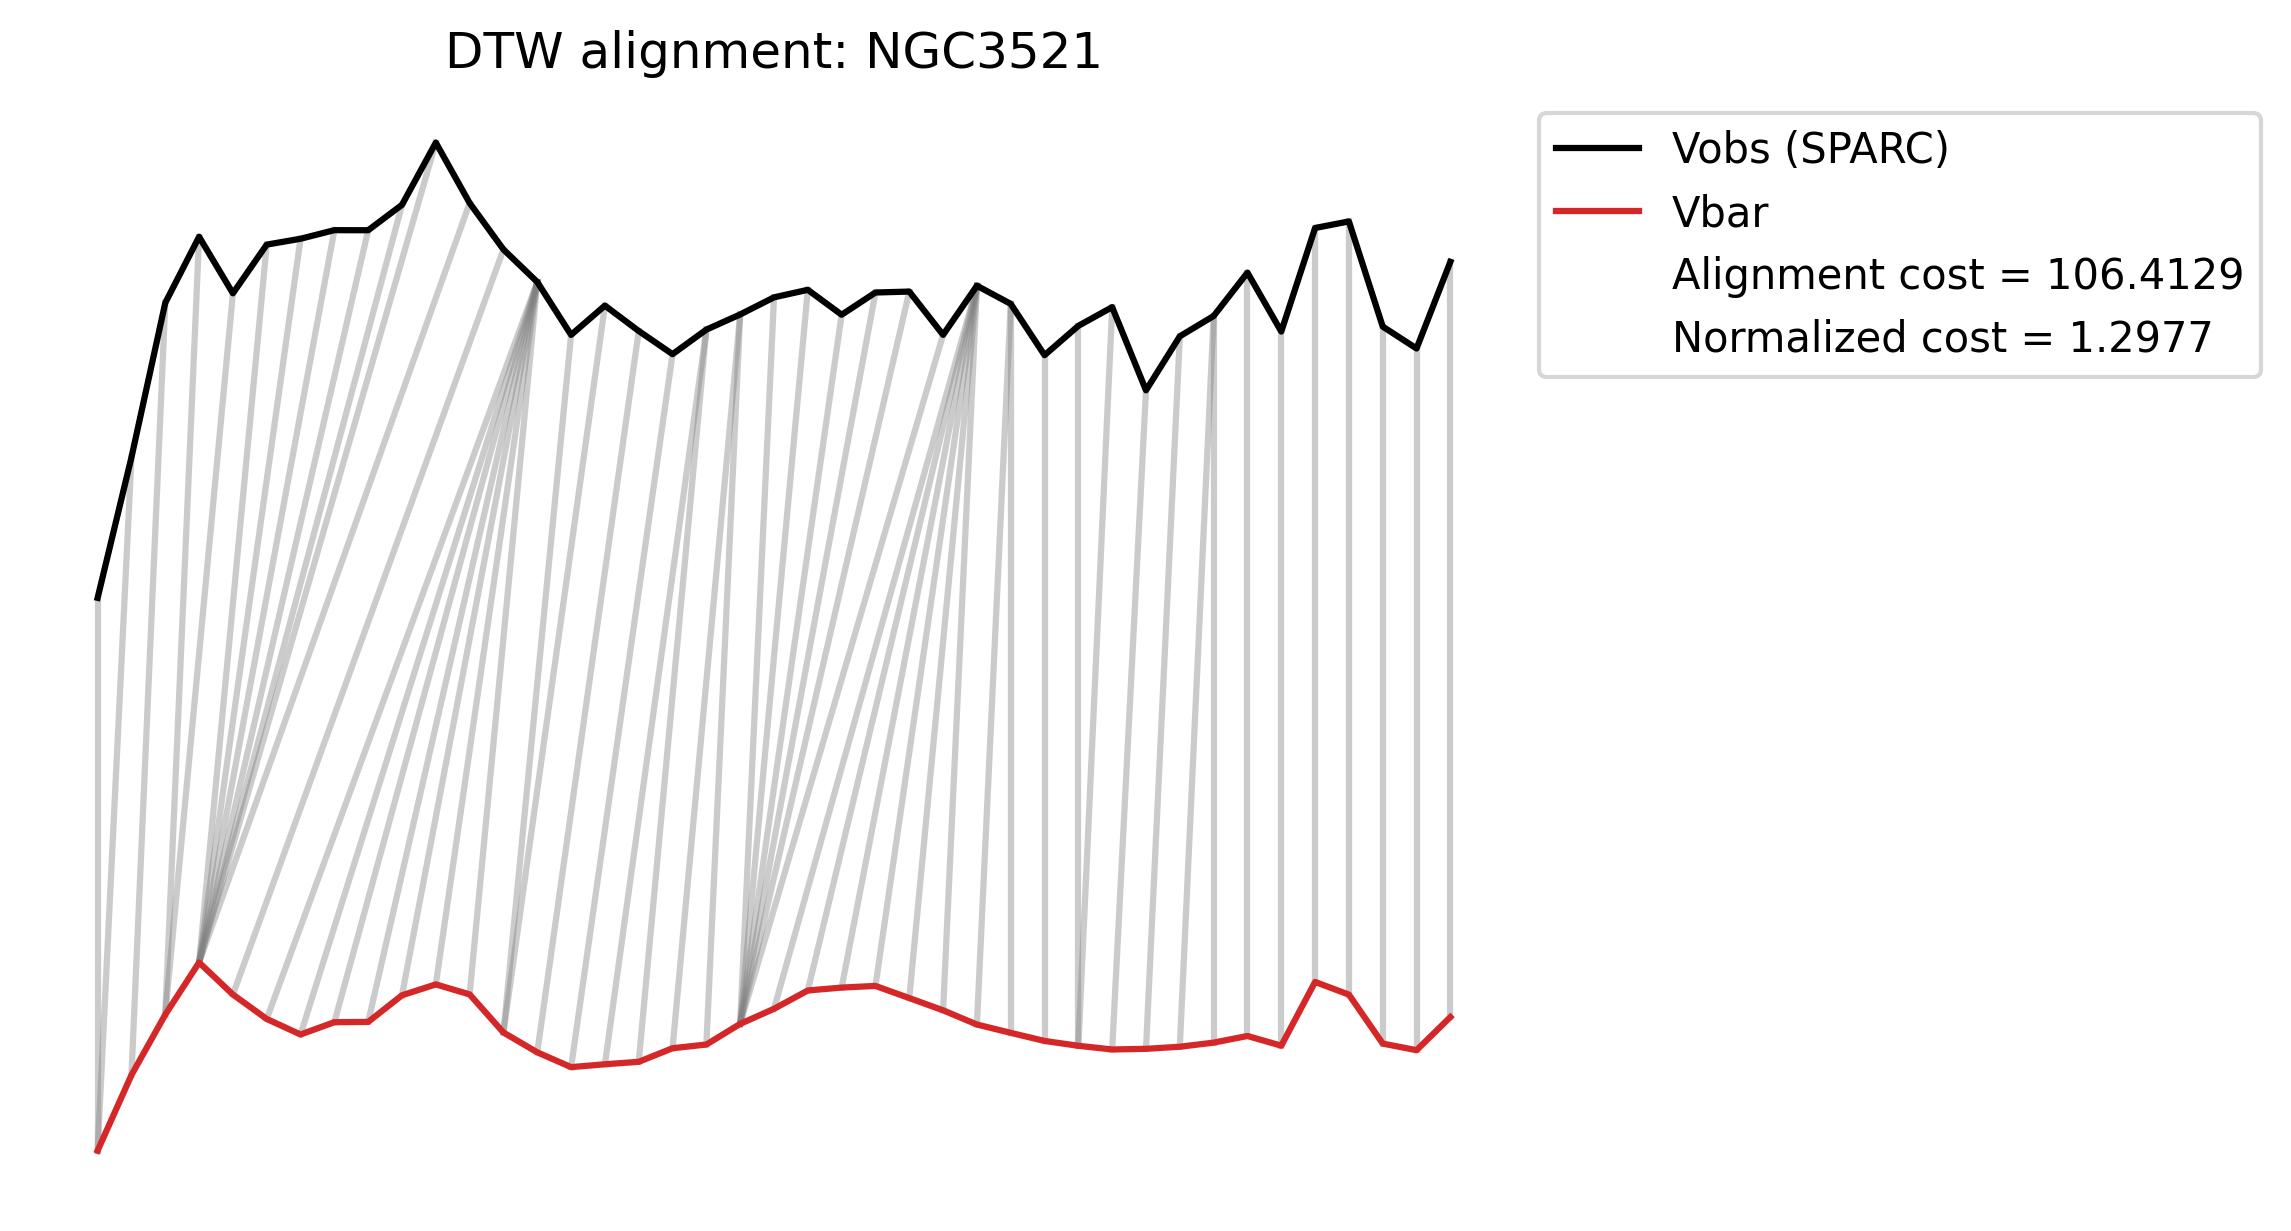 DTW alignment: NGC3521
Vobs (SPARC)
Vbar
Alignment cost = 106.4129
Normalized cost = 1.2977